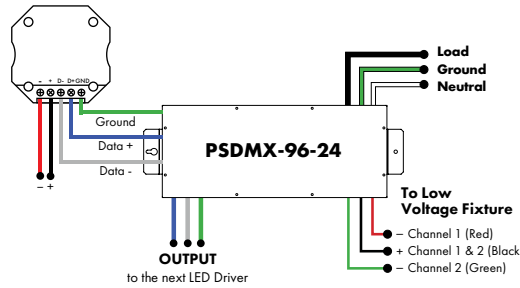 - + D- D+ GND
Load
Ground
Neutral
Ground
Data +
Data -
PSDMX-96-24
– +
To Low
Voltage Fixture
– Channel 1 (Red)
+ Channel 1 & 2 (Black
– Channel 2 (Green)
OUTPUT
to the next LED Driver